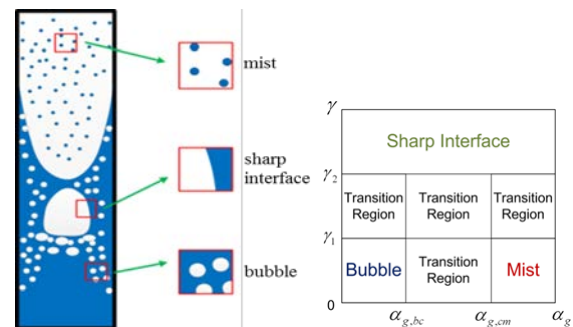 mist
sharp
interface
bubble
γ
Sharp Interface
γ2
Transition Region
Transition Region
Transition Region
γ1
Bubble
Transition Region
Mist
0
αg,bc
αg,cm
αg